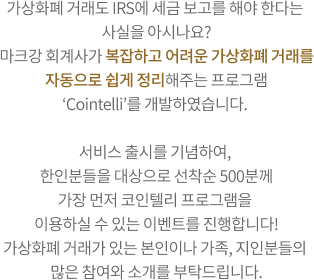 가상화폐 거래도 IRS에 세금 보고를 해야 한다는
사실을 아시나요?
마크강 회계사가 복잡하고 어려운 가상화폐 거래를
자동으로 쉽게 정리해주는 프로그램
‘Cointelli’를 개발하였습니다.
서비스 출시를 기념하여,
한인분들을 대상으로 선착순 500분께
가장 먼저 코인텔리 프로그램을
이용하실 수 있는 이벤트를 진행합니다!
가상화폐 거래가 있는 본인이나 가족, 지인분들의
많은 참여와 소개를 부탁드립니다.